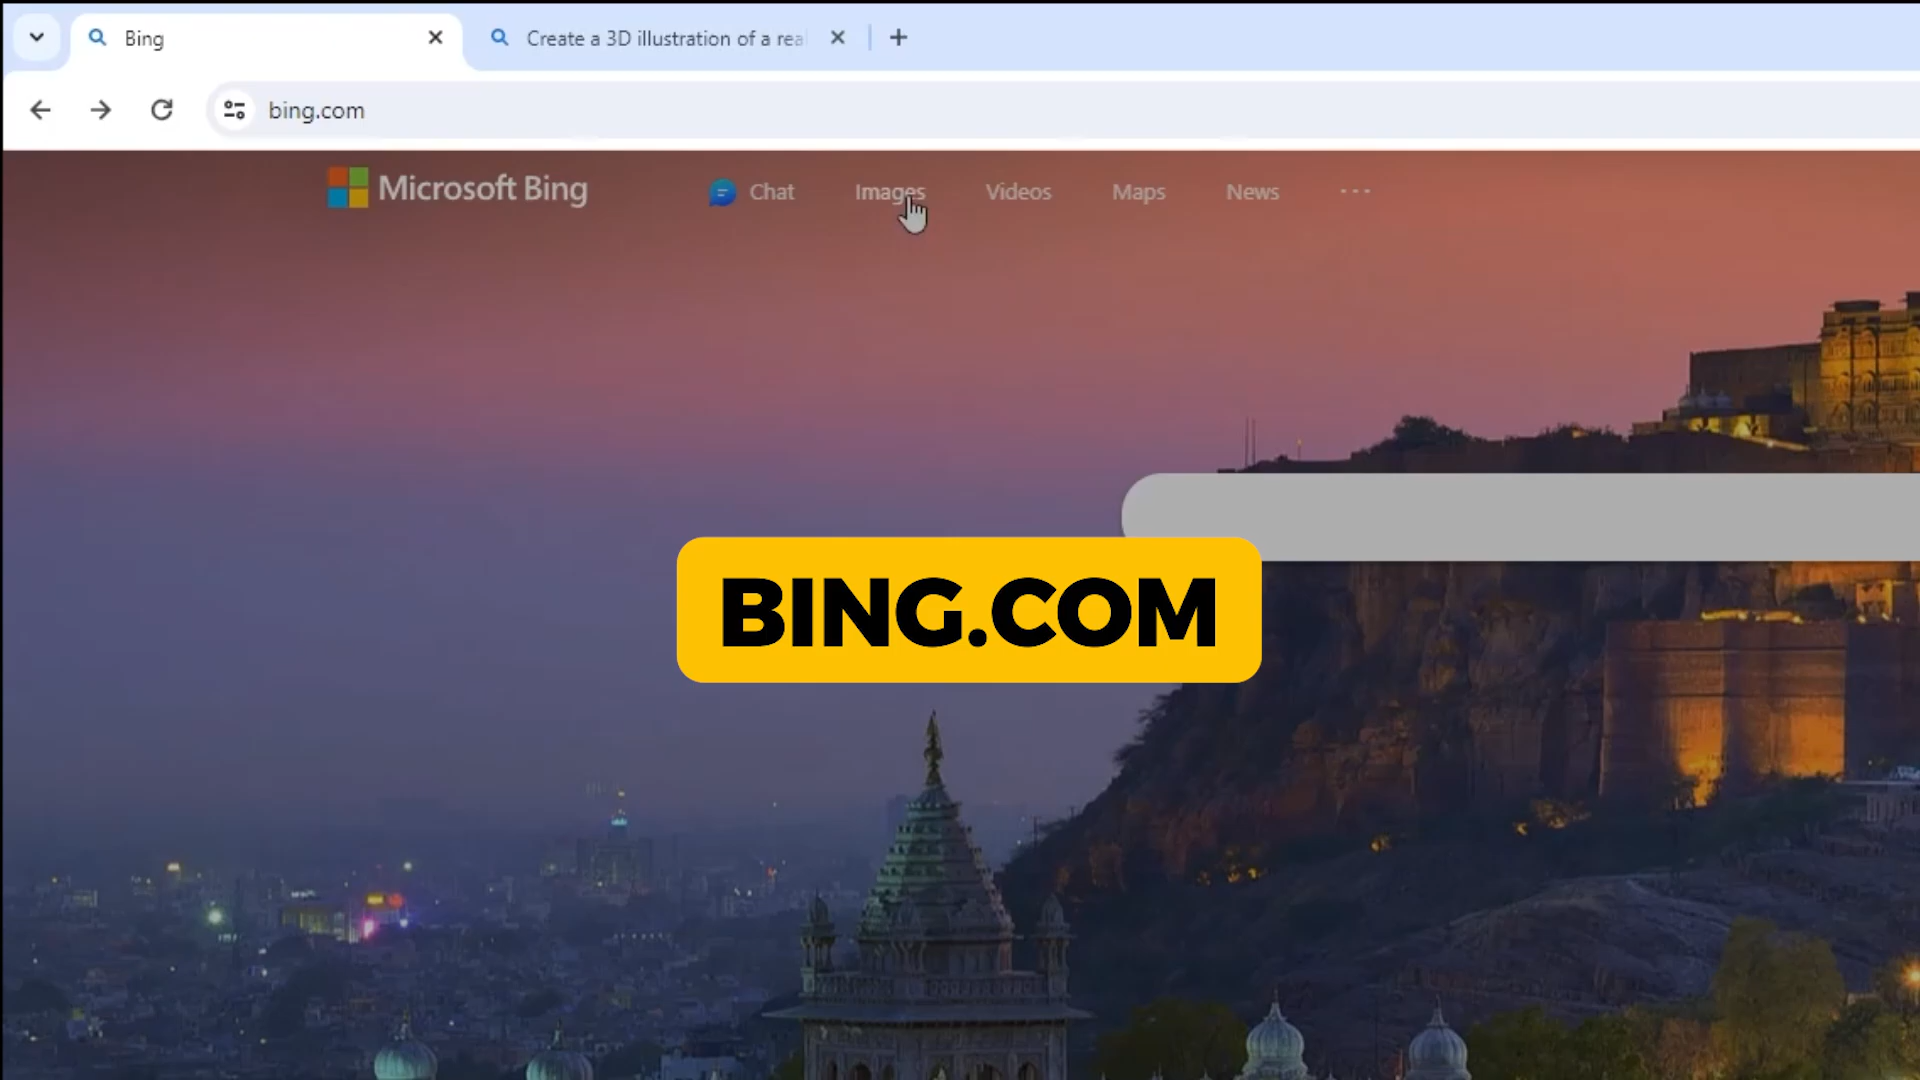 Bing
Create a 3D illustration of a rea
bing.com
Microsoft Bing
Chat
Images
Videos
Maps
News
BING.COM